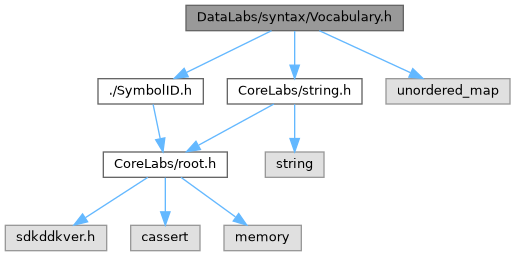 DataLabs/syntax/Vocabulary.h
./SymbolID.h
CoreLabs/string.h
unordered_map
CoreLabs/root.h
string
sdkddkver.h
cassert
memory